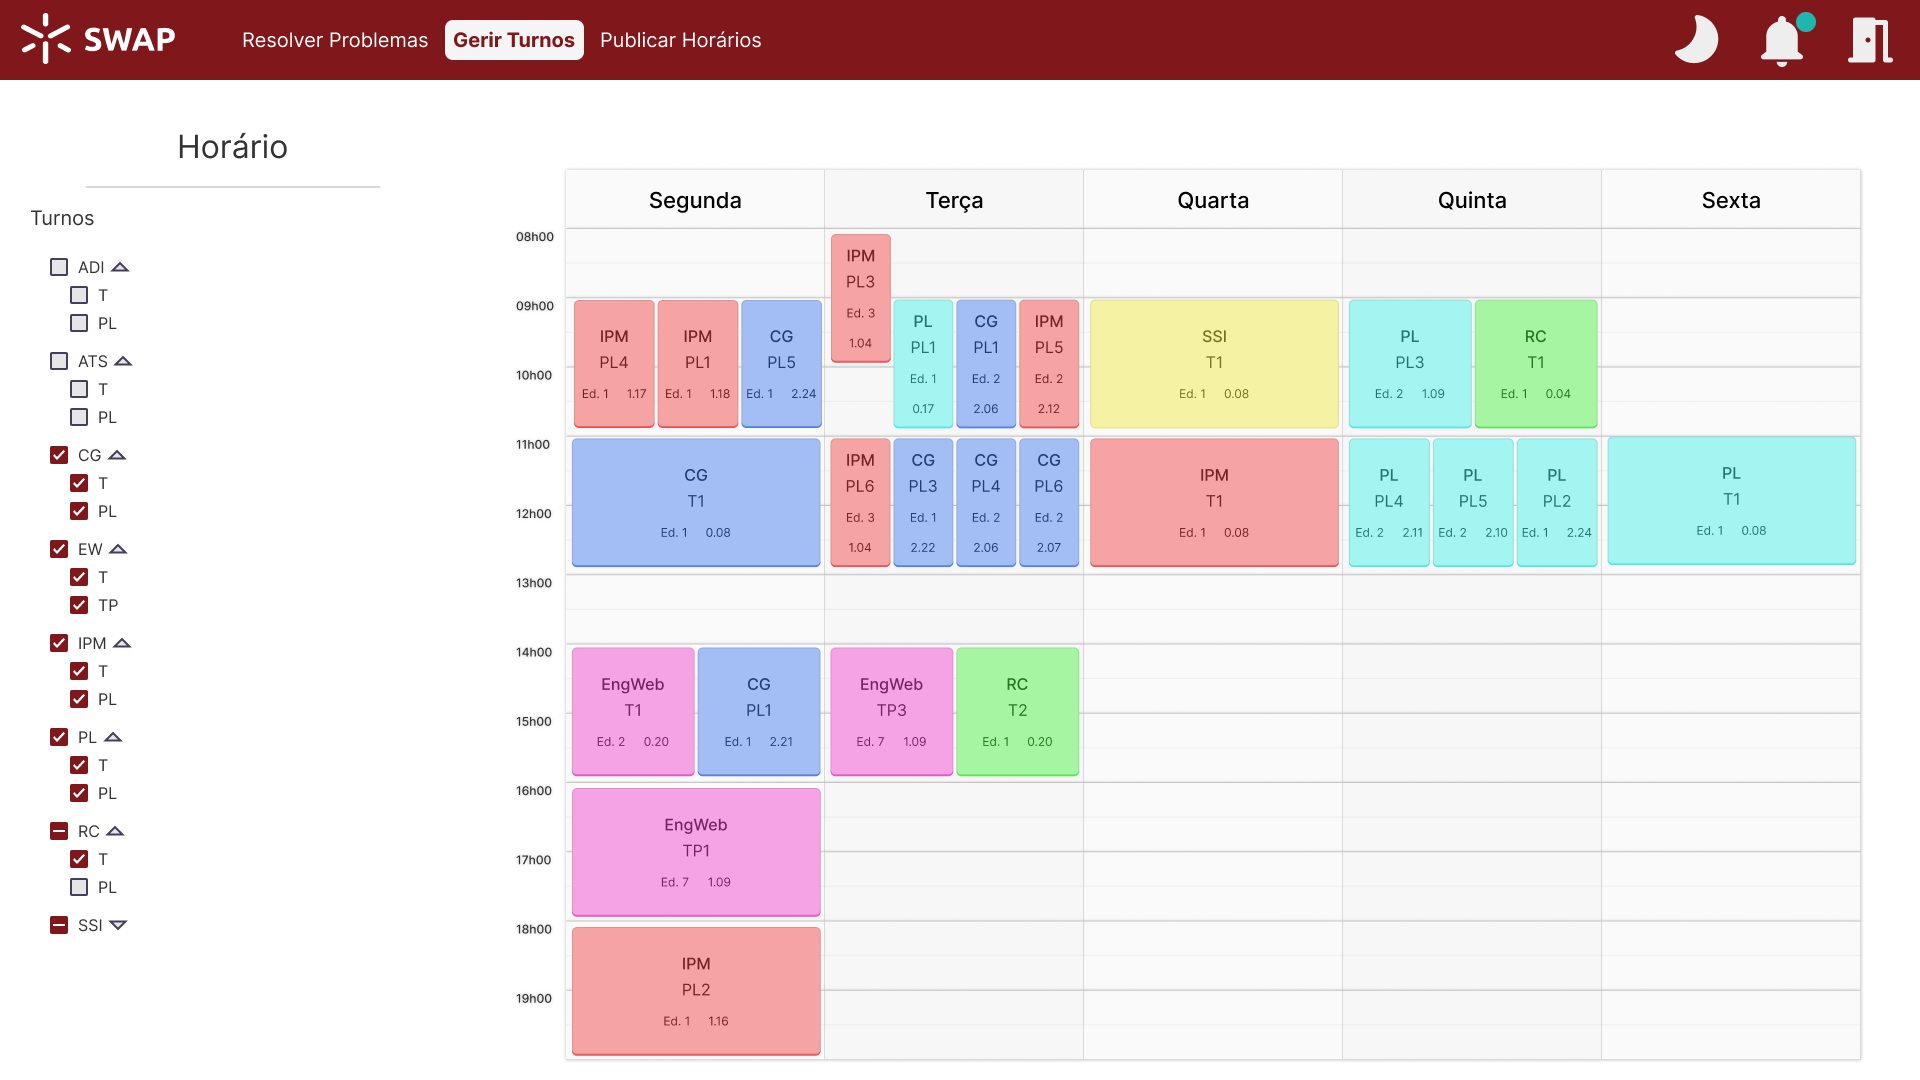 SWAP
Resolver Problemas
Gerir Turnos
Publicar Horários
Horário
Turnos
ADI
T
PL
ATS
T
PL
CG
T
PL
EW
T
TP
IPM
T
PL
PL
T
PL
RC
T
PL
SSI
Segunda
Terça
Quarta
Quinta
Sexta
08h00
09h00
10h00
11h00
12h00
13h00
14h00
15h00
16h00
17h00
18h00
19h00
IPM
PL4
Ed. 1 1.17
IPM
PL1
Ed. 1 1.18
CG
PL5
Ed. 1 2.24
CG
T1
Ed. 1 0.08
EngWeb
T1
Ed. 2 0.20
CG
PL1
Ed. 1 2.21
EngWeb
TP1
Ed. 7 1.09
IPM
PL2
Ed. 1 1.16
IPM
PL3
Ed. 3
1.04
PL
PL1
Ed. 1
0.17
CG
PL1
Ed. 2
2.06
IPM
PL5
Ed. 2
2.12
IPM
PL6
Ed. 3
1.04
CG
PL3
Ed. 1
2.22
CG
PL4
Ed. 2
2.06
CG
PL6
Ed. 2
2.07
EngWeb
TP3
Ed. 7 1.09
RC
T2
Ed. 1 0.20
SSI
T1
Ed. 1 0.08
IPM
T1
Ed. 1 0.08
PL
PL3
Ed. 2 1.09
RC
T1
Ed. 1 0.04
PL
PL4
Ed. 2 2.11
PL
PL5
Ed. 2 2.10
PL
PL2
Ed. 1 2.24
PL
T1
Ed. 1 0.08